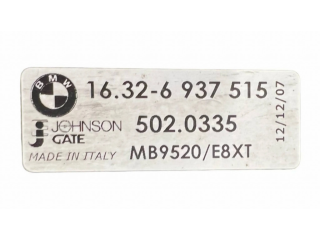 BMW
16.32-6 937 515
JOHNSON
GATE
502.0335
MADE IN ITALY
MB9520/E8XT
12/12/07